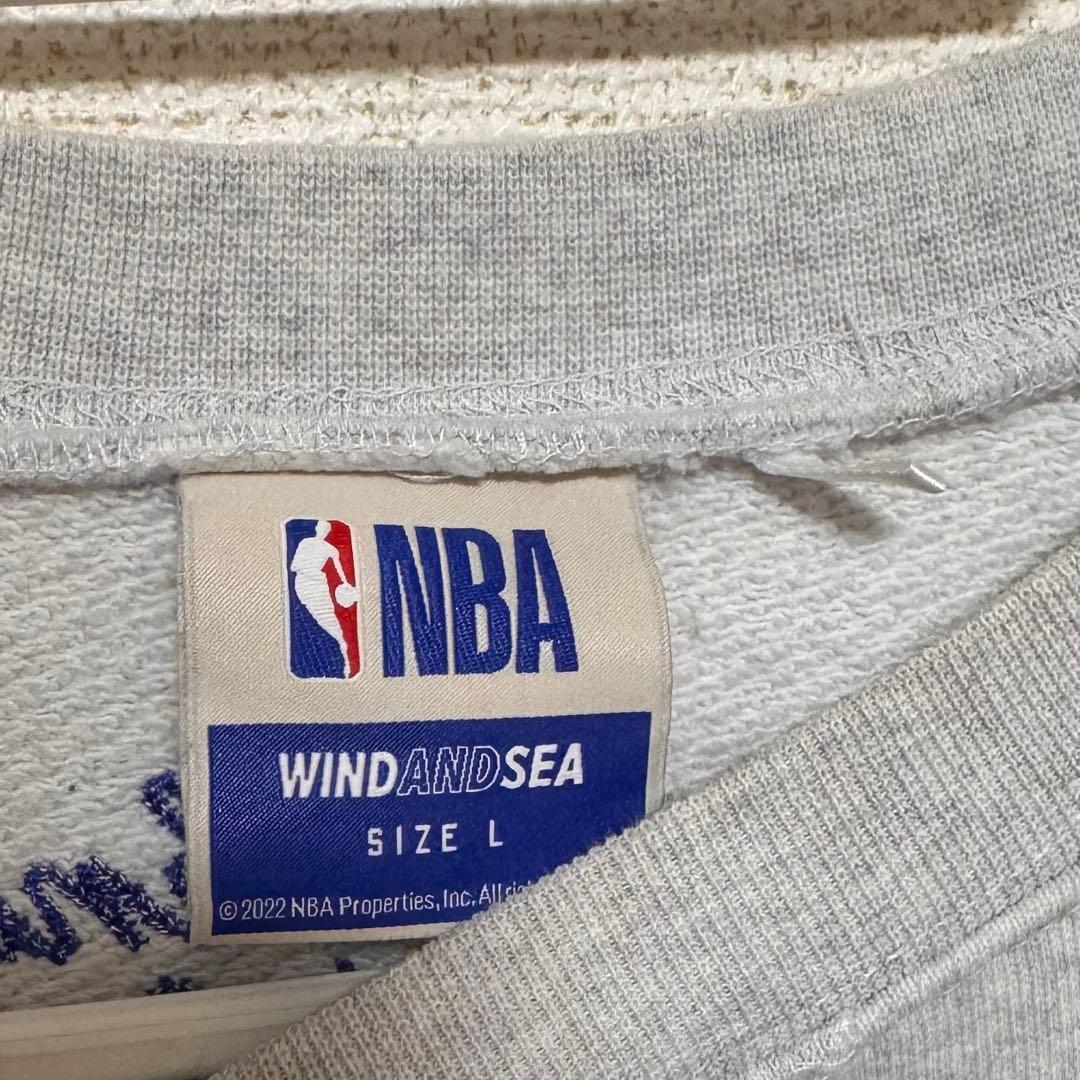 NBA
WINDANDSEA
SIZE L
© 2022 NBA Properties, Inc. All